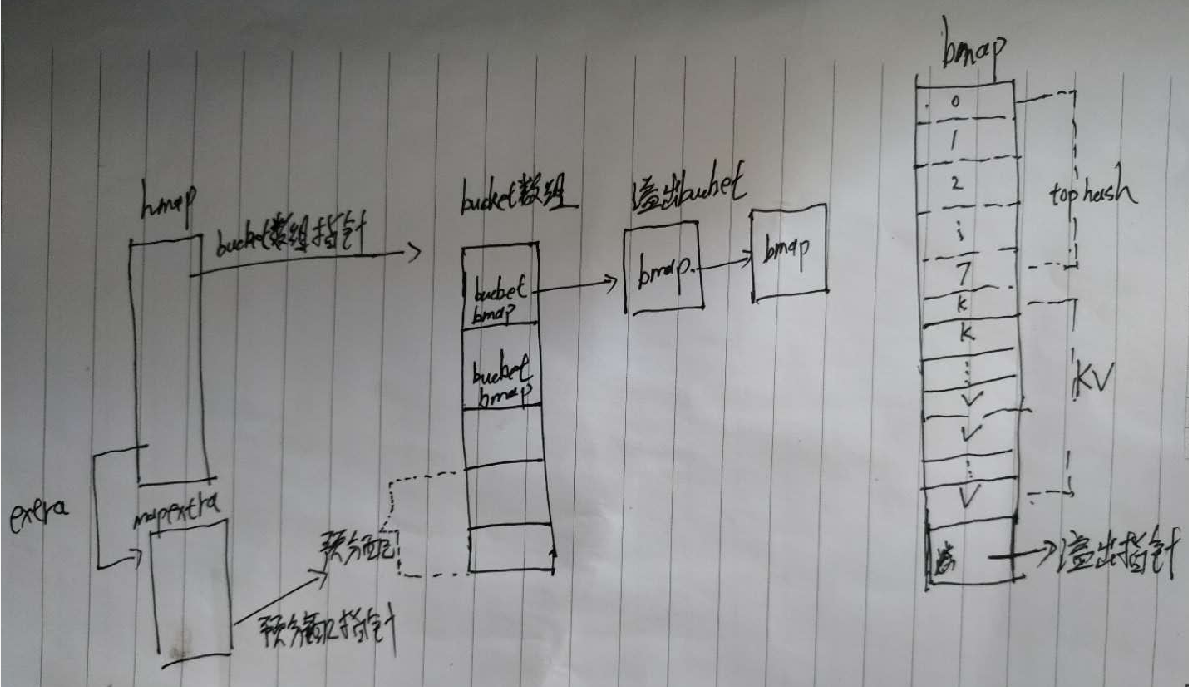 hmap
bucket数组指针
extra
mapextra
预分配
预分配指针
bucket数组
bucket
bmap
bucket
bmap
溢出bucket
bmap
bmap
bmap
0
1
2
i
7
k
k
⋮
V
V
⋮
V
tophash
KV
溢出指针